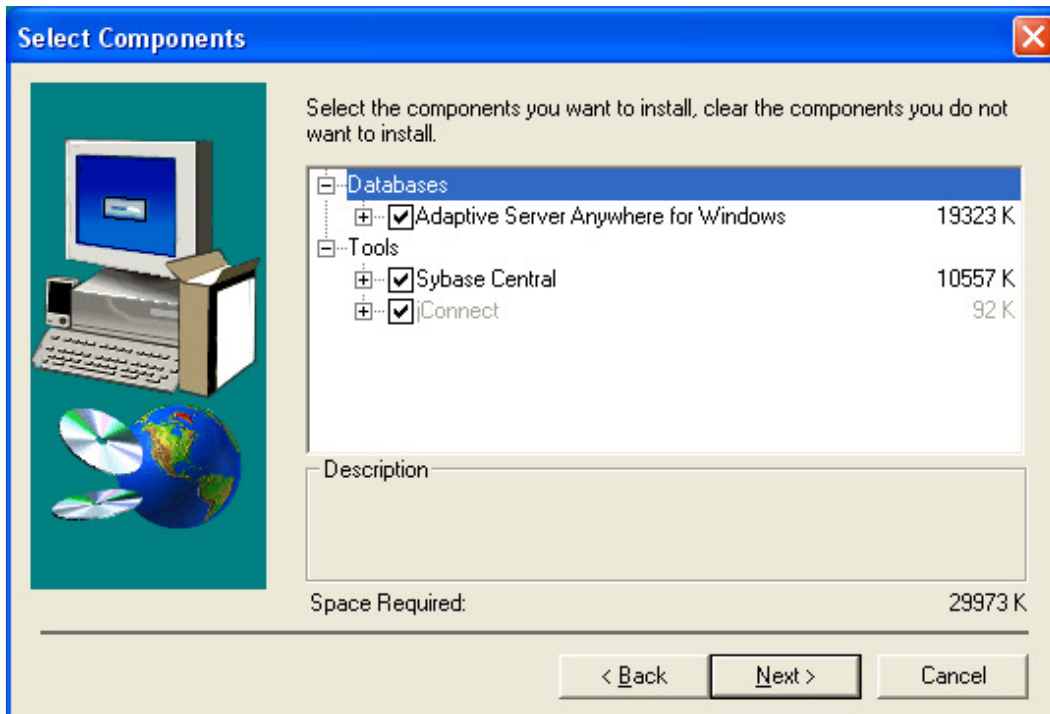 Select Components
Select the components you want to install, clear the components you do not
want to install.
Databases
Adaptive Server Anywhere for Windows 19323 K
Tools
Sybase Central 10557 K
jConnect 92 K
Description
Space Required: 29973 K
< Back Next > Cancel